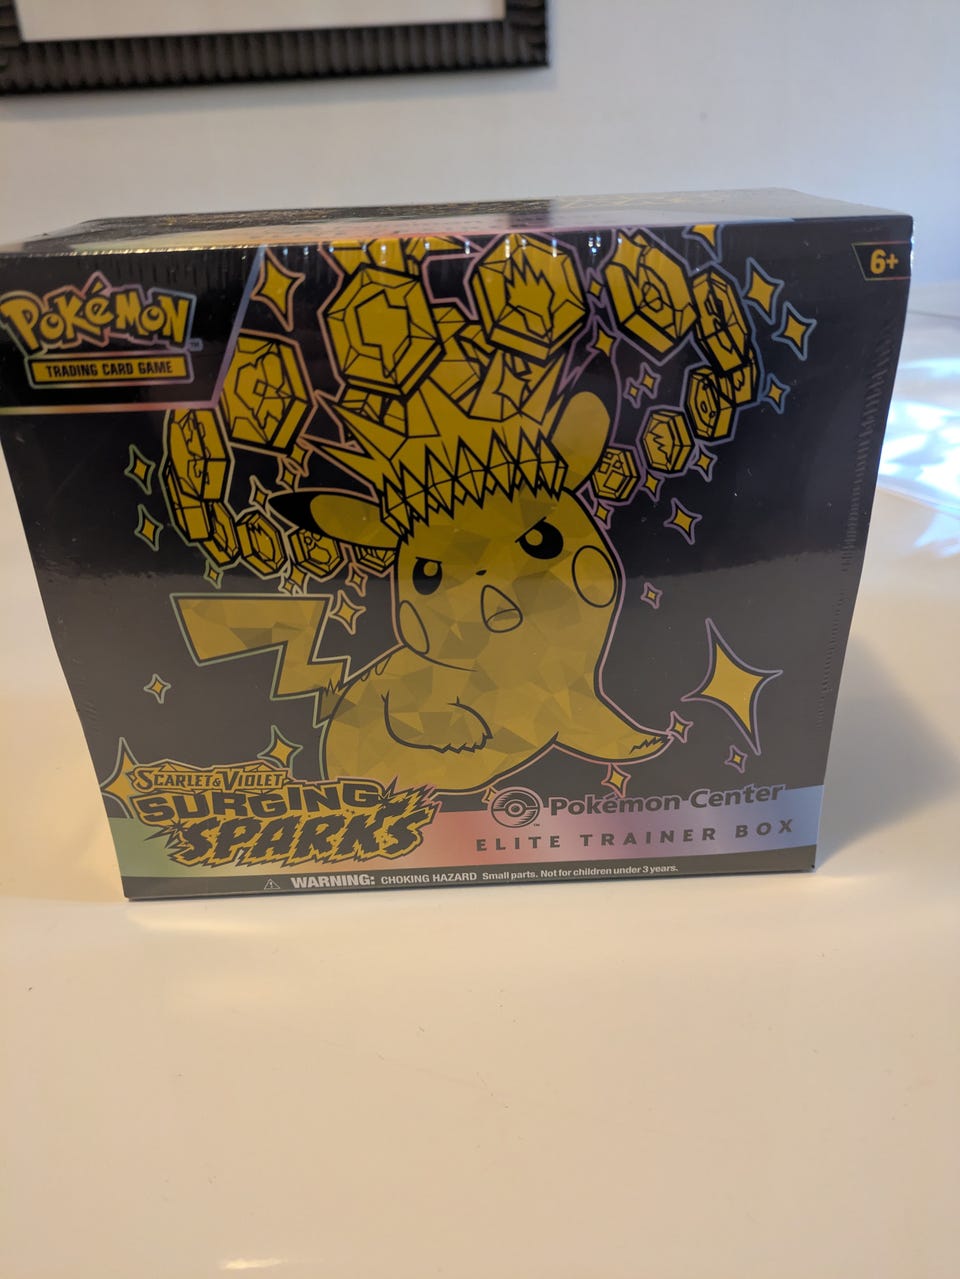 6+
Pokémon
TRADING CARD GAME
SCARLET & VIOLET
SURGING
SPARKS
Pokémon Center
ELITE TRAINER BOX
WARNING: CHOKING HAZARD Small parts. Not for children under 3 years.